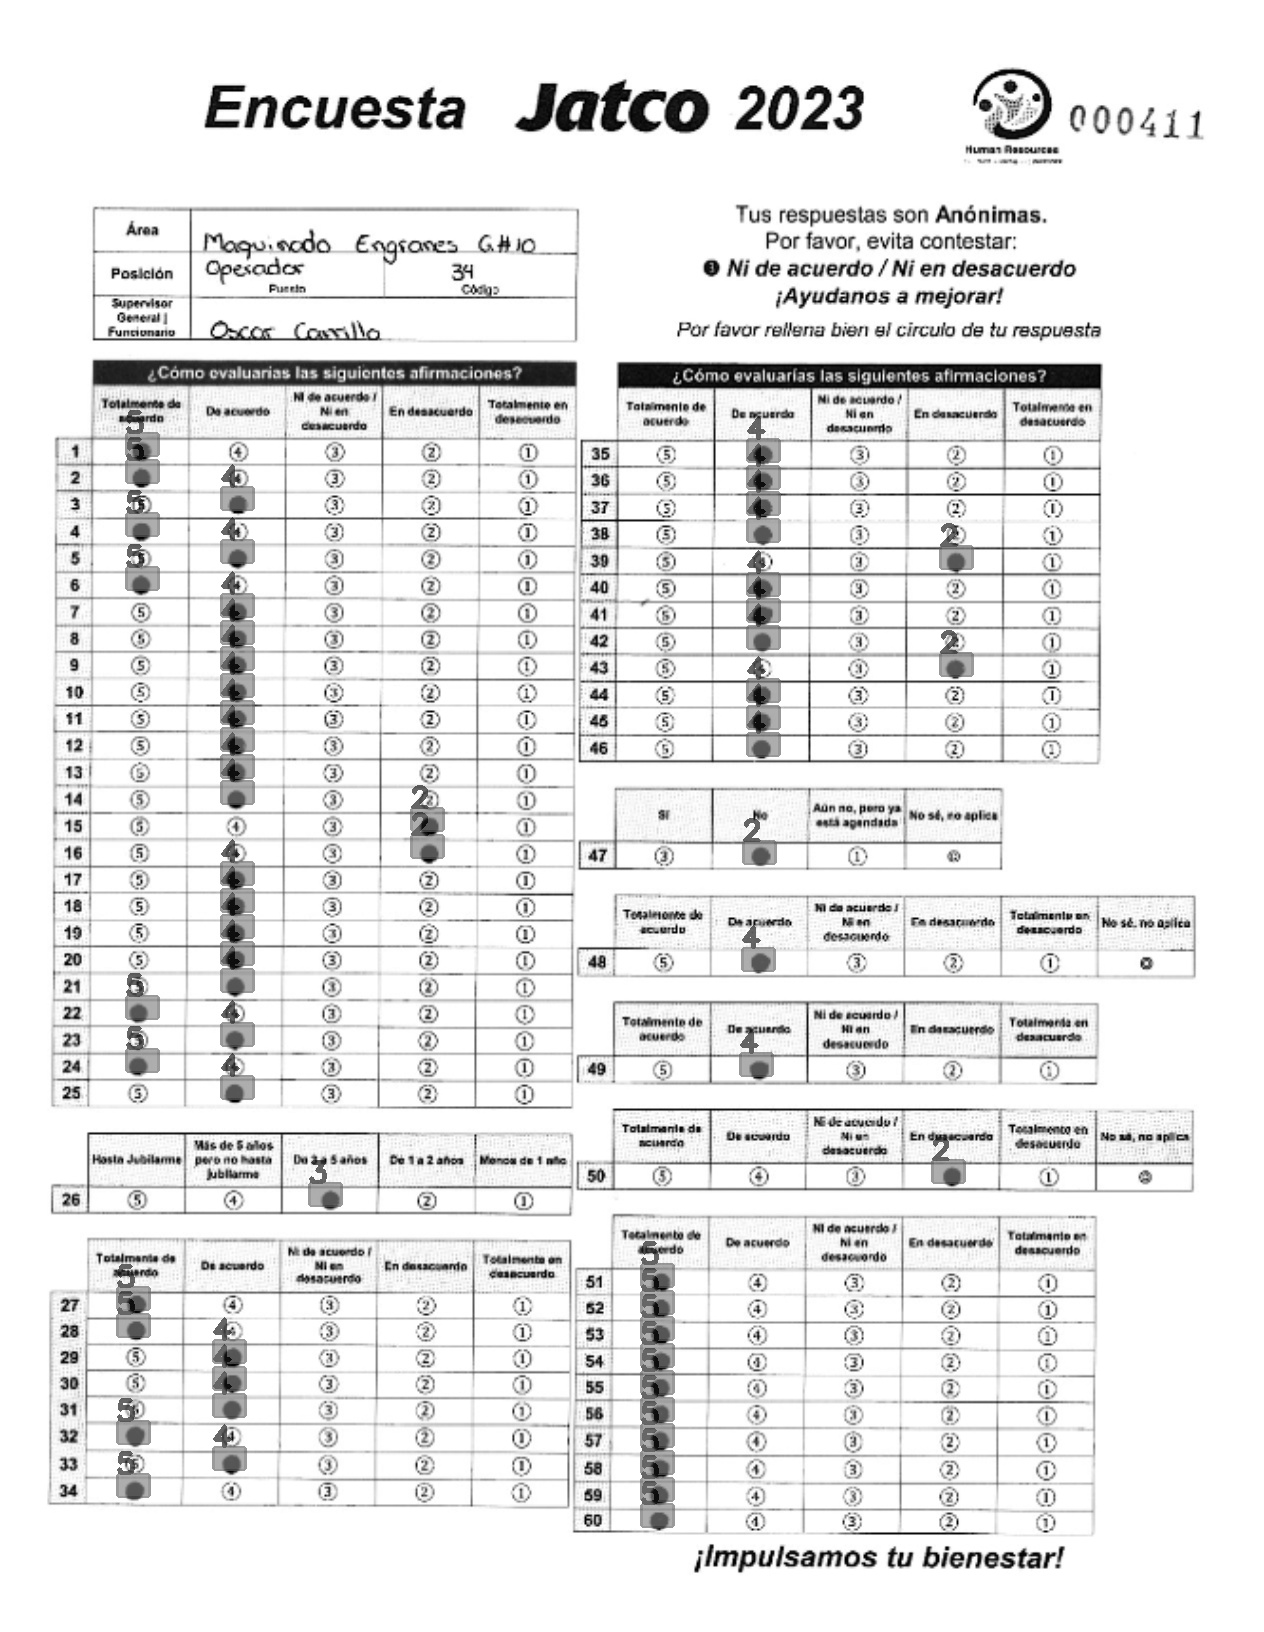 Encuesta Jatco 2023
Human Resources
000411
Área Maquinado Engranes G#10
Posición Operador 34
Puesto Código
Supervisor General | Funcionario Oscar Carrillo
Tus respuestas son Anónimas.
Por favor, evita contestar:
❸ Ni de acuerdo / Ni en desacuerdo
¡Ayudanos a mejorar!
Por favor rellena bien el círculo de tu respuesta
¿Cómo evaluarías las siguientes afirmaciones?
Totalmente de acuerdo De acuerdo Ni de acuerdo / Ni en desacuerdo En desacuerdo Totalmente en desacuerdo
5
1 5 ④ ③ ② ①
2 4 ③ ② ①
3 5 ③ ② ①
4 4 ③ ② ①
5 5 ③ ② ①
6 4 ③ ② ①
7 ⑤ 4 ③ ② ①
8 ⑤ 4 ③ ② ①
9 ⑤ 4 ③ ② ①
10 ⑤ 4 ③ ② ①
11 ⑤ 4 ③ ② ①
12 ⑤ 4 ③ ② ①
13 ⑤ 4 ③ ② ①
14 ⑤ ③ 2 ①
15 ⑤ ④ ③ 2 ①
16 ⑤ 4 ③ ①
17 ⑤ 4 ③ ② ①
18 ⑤ 4 ③ ② ①
19 ⑤ 4 ③ ② ①
20 ⑤ 4 ③ ② ①
21 5 ③ ② ①
22 4 ③ ② ①
23 5 ③ ② ①
24 4 ③ ② ①
25 ⑤ ③ ② ①
Hasta Jubilarme Más de 5 años pero no hasta jubilarme De 2 a 5 años De 1 a 2 años Menos de 1 año
3
26 ⑤ ④ ② ①
Totalmente de acuerdo De acuerdo Ni de acuerdo / Ni en desacuerdo En desacuerdo Totalmente en desacuerdo
5
27 5 ④ ③ ② ①
28 4 ③ ② ①
29 ⑤ 4 ③ ② ①
30 ⑤ 4 ③ ② ①
31 5 ③ ② ①
32 4 ③ ② ①
33 5 ③ ② ①
34 ④ ③ ② ①
¿Cómo evaluarías las siguientes afirmaciones?
Totalmente de acuerdo De acuerdo Ni de acuerdo / Ni en desacuerdo En desacuerdo Totalmente en desacuerdo
4
35 ⑤ 4 ③ ② ①
36 ⑤ 4 ③ ② ①
37 ⑤ 4 ③ ② ①
38 ⑤ ③ 2 ①
39 ⑤ 4 ③ ①
40 ⑤ 4 ③ ② ①
41 ⑤ 4 ③ ② ①
42 ⑤ ③ 2 ①
43 ⑤ 4 ③ ①
44 ⑤ 4 ③ ② ①
45 ⑤ 4 ③ ② ①
46 ⑤ ③ ② ①
Sí No Aún no, pero ya está agendada No sé, no aplica
2
47 ③ ①
Totalmente de acuerdo De acuerdo Ni de acuerdo / Ni en desacuerdo En desacuerdo Totalmente en desacuerdo No sé, no aplica
4
48 ⑤ ③ ② ①
Totalmente de acuerdo De acuerdo Ni de acuerdo / Ni en desacuerdo En desacuerdo Totalmente en desacuerdo
4
49 ⑤ ③ ② ①
Totalmente de acuerdo De acuerdo Ni de acuerdo / Ni en desacuerdo En desacuerdo Totalmente en desacuerdo No sé, no aplica
2
50 ⑤ ④ ③ ①
Totalmente de acuerdo De acuerdo Ni de acuerdo / Ni en desacuerdo En desacuerdo Totalmente en desacuerdo
5
51 5 ④ ③ ② ①
52 5 ④ ③ ② ①
53 5 ④ ③ ② ①
54 5 ④ ③ ② ①
55 5 ④ ③ ② ①
56 5 ④ ③ ② ①
57 5 ④ ③ ② ①
58 5 ④ ③ ② ①
59 5 ④ ③ ② ①
60 ④ ③ ② ①
¡Impulsamos tu bienestar!